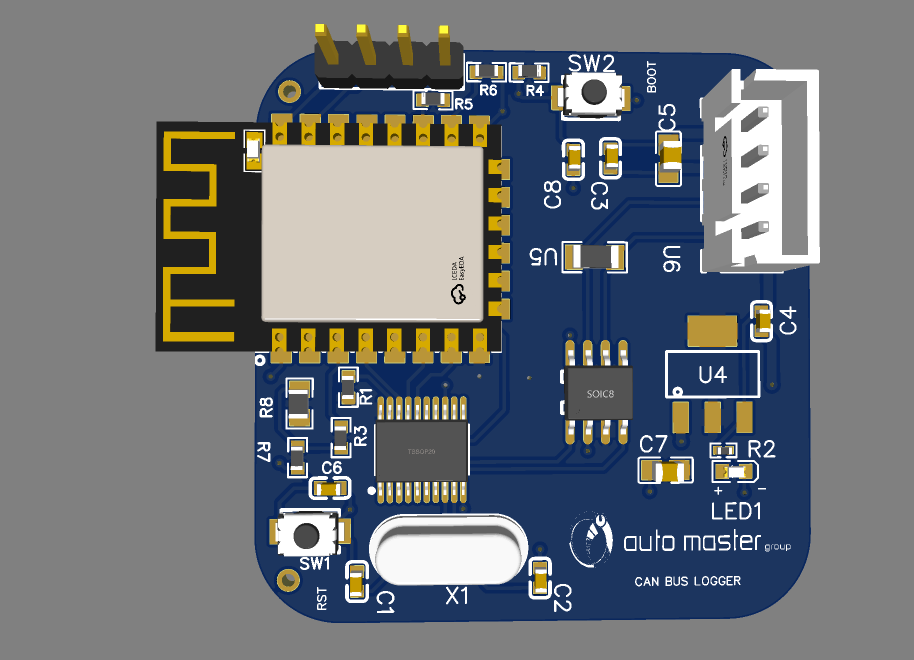 SW2
BOOT
R6
R4
R5
C5
C8
C3
LCEDA
EasyEDA
U5
U6
C4
U4
R1
R8
SOIC8
R3
R7
TSSOP20
C7
R2
C6
+ -
LED1
SW1
auto master group
CAN BUS LOGGER
RST
C1
X1
C2